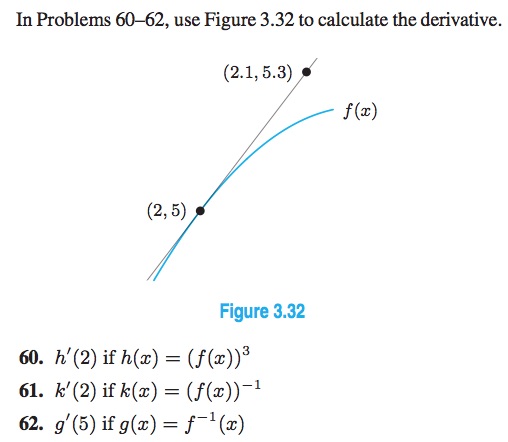 In Problems 60–62, use Figure 3.32 to calculate the derivative.
(2.1, 5.3)
f(x)
(2, 5)
Figure 3.32
60. h′(2) if h(x) = (f(x))³
61. k′(2) if k(x) = (f(x))⁻¹
62. g′(5) if g(x) = f⁻¹(x)